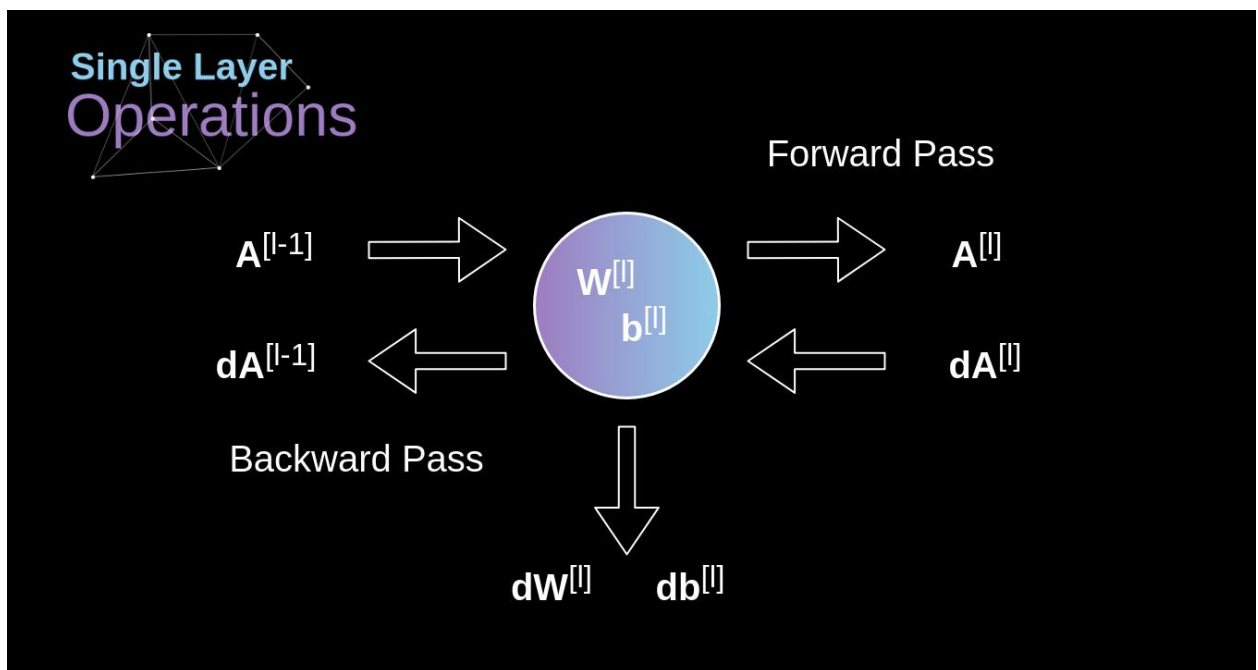 Single Layer
Operations
Forward Pass
A[l-1]
W[l]
b[l]
A[l]
dA[l-1]
dA[l]
Backward Pass
dW[l] db[l]